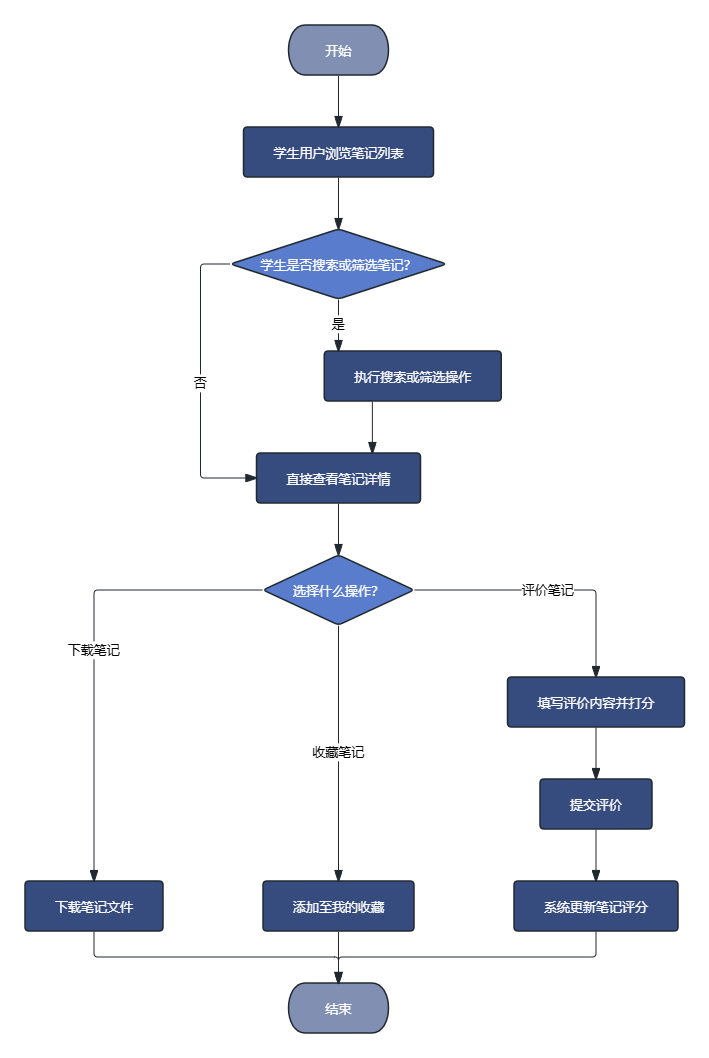 开始
学生用户浏览笔记列表
学生是否搜索或筛选笔记？
是
执行搜索或筛选操作
否
直接查看笔记详情
选择什么操作？
评价笔记
下载笔记
填写评价内容并打分
收藏笔记
提交评价
下载笔记文件
添加至我的收藏
系统更新笔记评分
结束